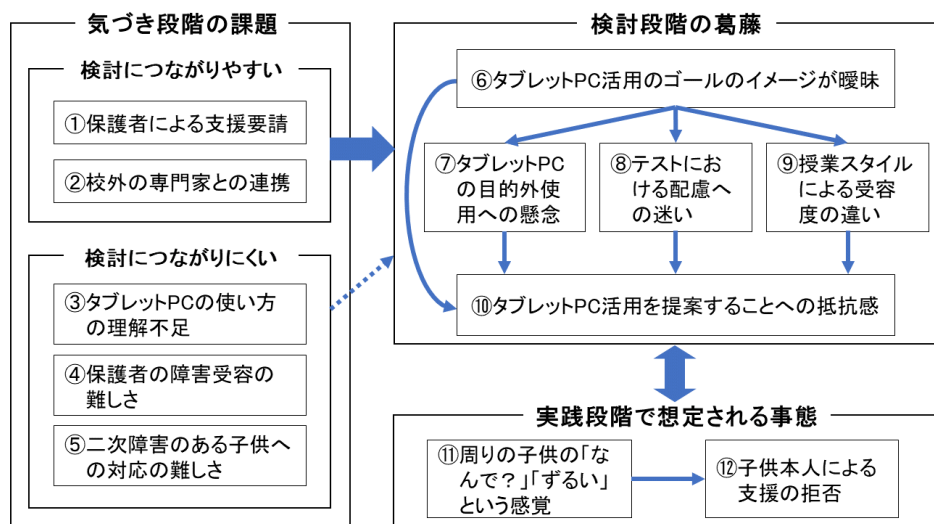 気づき段階の課題
検討につながりやすい
①保護者による支援要請
②校外の専門家との連携
検討につながりにくい
③タブレットPCの使い方
の理解不足
④保護者の障害受容の
難しさ
⑤二次障害のある子供へ
の対応の難しさ
検討段階の葛藤
⑥タブレットPC活用のゴールのイメージが曖昧
⑦タブレットPC
の目的外使
用への懸念
⑧テストにお
ける配慮へ
の迷い
⑨授業スタイル
による受容
度の違い
⑩タブレットPC活用を提案することへの抵抗感
実践段階で想定される事態
⑪周りの子供の「な
んで？」「ずるい」
という感覚
⑫子供本人による
支援の拒否